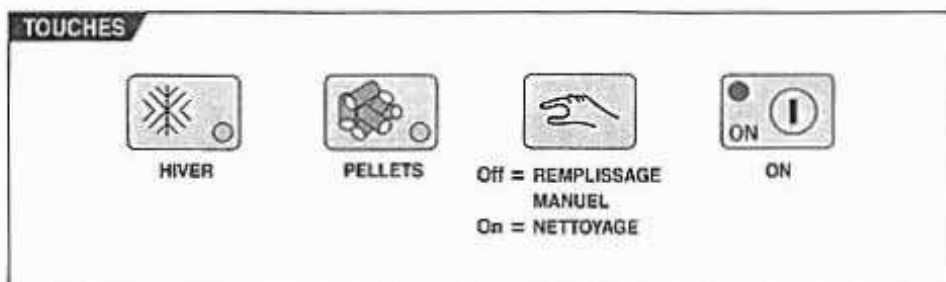 TOUCHES
ON
HIVER
PELLETS
Off = REMPLISSAGE
MANUEL
On = NETTOYAGE
ON